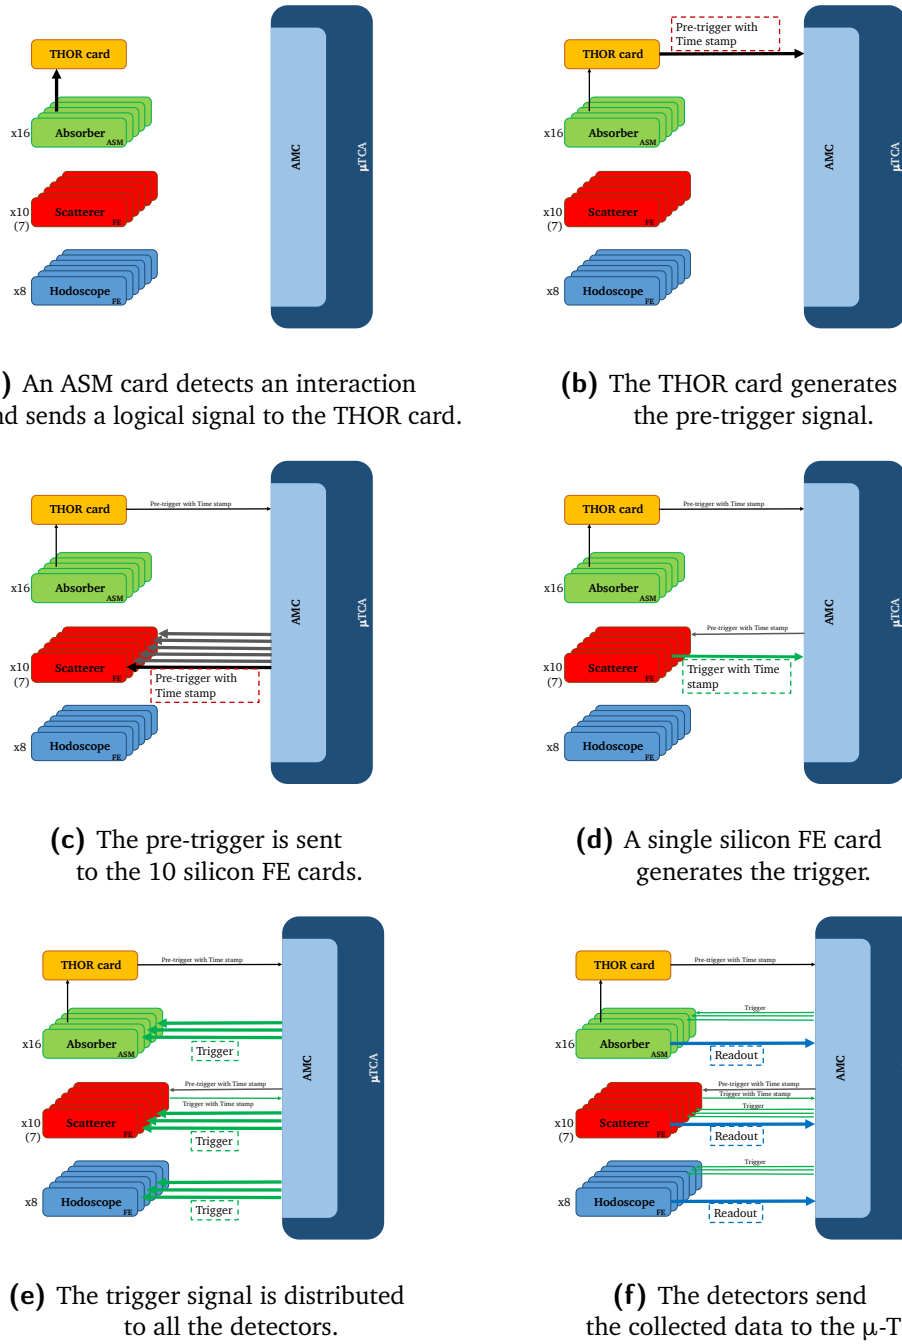 THOR card
x16
Absorber
ASM
x10
(7)
Scatterer
FE
x8
Hodoscope
FE
AMC
µTCA
) An ASM card detects an interaction
nd sends a logical signal to the THOR card.
THOR card
Pre-trigger with
Time stamp
x16
Absorber
ASM
x10
(7)
Scatterer
FE
x8
Hodoscope
FE
AMC
µTCA
(b) The THOR card generates
the pre-trigger signal.
THOR card
Pre-trigger with Time stamp
x16
Absorber
ASM
x10
(7)
Scatterer
FE
Pre-trigger with
Time stamp
x8
Hodoscope
FE
AMC
µTCA
(c) The pre-trigger is sent
to the 10 silicon FE cards.
THOR card
Pre-trigger with Time stamp
x16
Absorber
ASM
Pre-trigger with Time stamp
x10
(7)
Scatterer
FE
Trigger with Time
stamp
x8
Hodoscope
FE
AMC
µTCA
(d) A single silicon FE card
generates the trigger.
THOR card
Pre-trigger with Time stamp
x16
Absorber
ASM
Trigger
Pre-trigger with Time stamp
Trigger with Time stamp
x10
(7)
Scatterer
FE
Trigger
x8
Hodoscope
FE
Trigger
AMC
µTCA
(e) The trigger signal is distributed
to all the detectors.
THOR card
Pre-trigger with Time stamp
Trigger
x16
Absorber
ASM
Readout
Pre-trigger with Time stamp
Trigger with Time stamp
Trigger
x10
(7)
Scatterer
FE
Readout
Trigger
x8
Hodoscope
FE
Readout
AMC
(f) The detectors send
the collected data to the µ-T